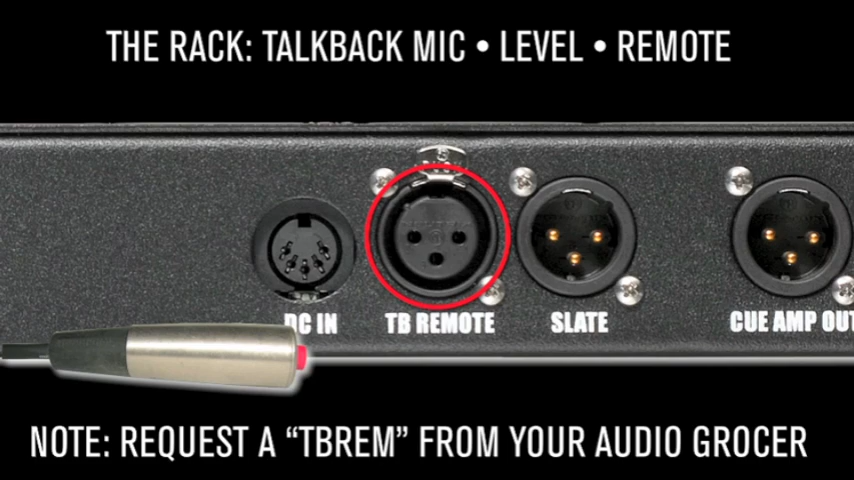 THE RACK: TALKBACK MIC • LEVEL • REMOTE
DC IN TB REMOTE SLATE CUE AMP OUT
NOTE: REQUEST A “TBREM” FROM YOUR AUDIO GROCER